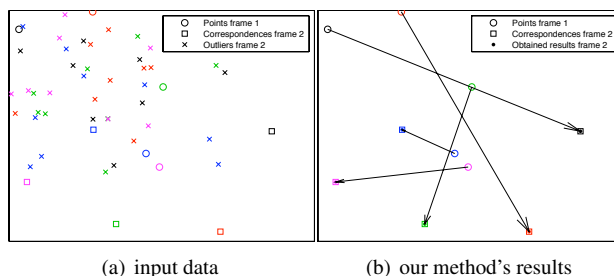 Points frame 1
Correspondences frame 2
Outliers frame 2
Points frame 1
Correspondences frame 2
Obtained results frame 2
(a) input data
(b) our method's results